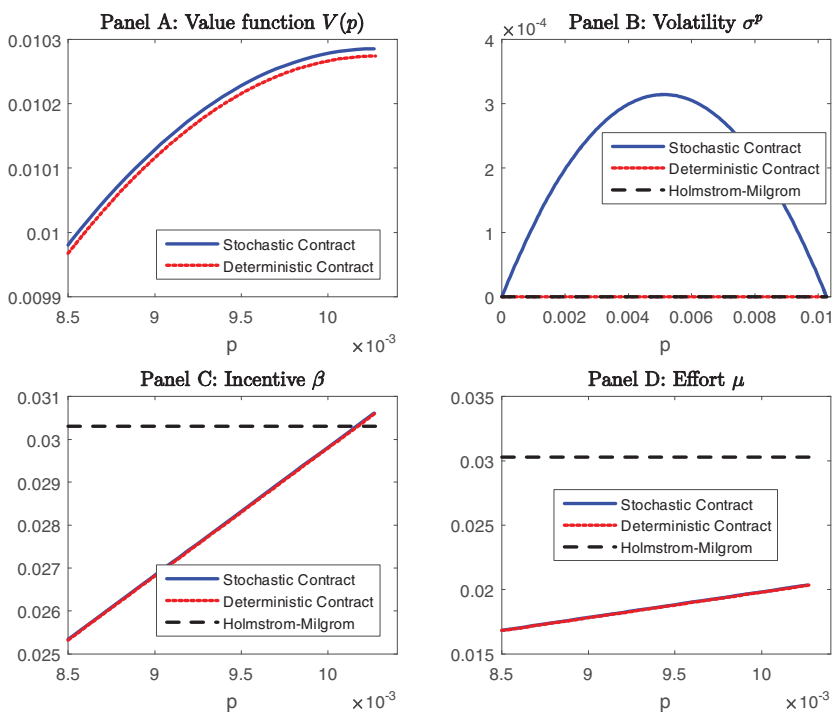 Panel A: Value function V(p)
0.0103
0.0102
0.0101
0.01
0.0099
Stochastic Contract
Deterministic Contract
8.5 9 9.5 10
p
×10⁻³
Panel B: Volatility σᵖ
×10⁻⁴
4
3
2
1
0
Stochastic Contract
Deterministic Contract
Holmstrom-Milgrom
0 0.002 0.004 0.006 0.008 0.01
p
Panel C: Incentive β
0.031
0.03
0.029
0.028
0.027
0.026
0.025
Stochastic Contract
Deterministic Contract
Holmstrom-Milgrom
8.5 9 9.5 10
p
×10⁻³
Panel D: Effort μ
0.035
0.03
0.025
0.02
0.015
Stochastic Contract
Deterministic Contract
Holmstrom-Milgrom
8.5 9 9.5 10
p
×10⁻³